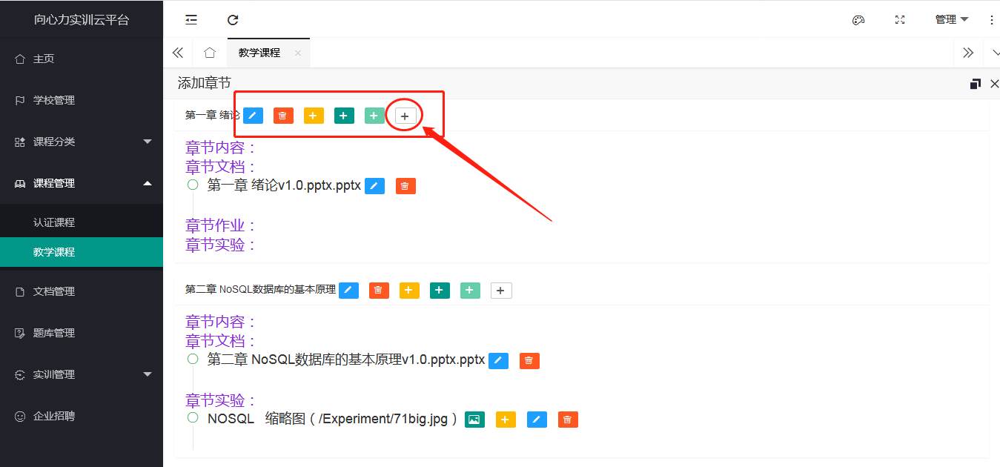 向心力实训云平台
管理
主页
教学课程
学校管理
添加章节
课程分类
第一章 绪论
课程管理
章节内容：
章节文档：
第一章 绪论v1.0.pptx.pptx
认证课程
章节作业：
教学课程
章节实验：
文档管理
第二章 NoSQL数据库的基本原理
题库管理
章节内容：
章节文档：
第二章 NoSQL数据库的基本原理v1.0.pptx.pptx
实训管理
章节实验：
企业招聘
NOSQL 缩略图（/Experiment/71big.jpg）